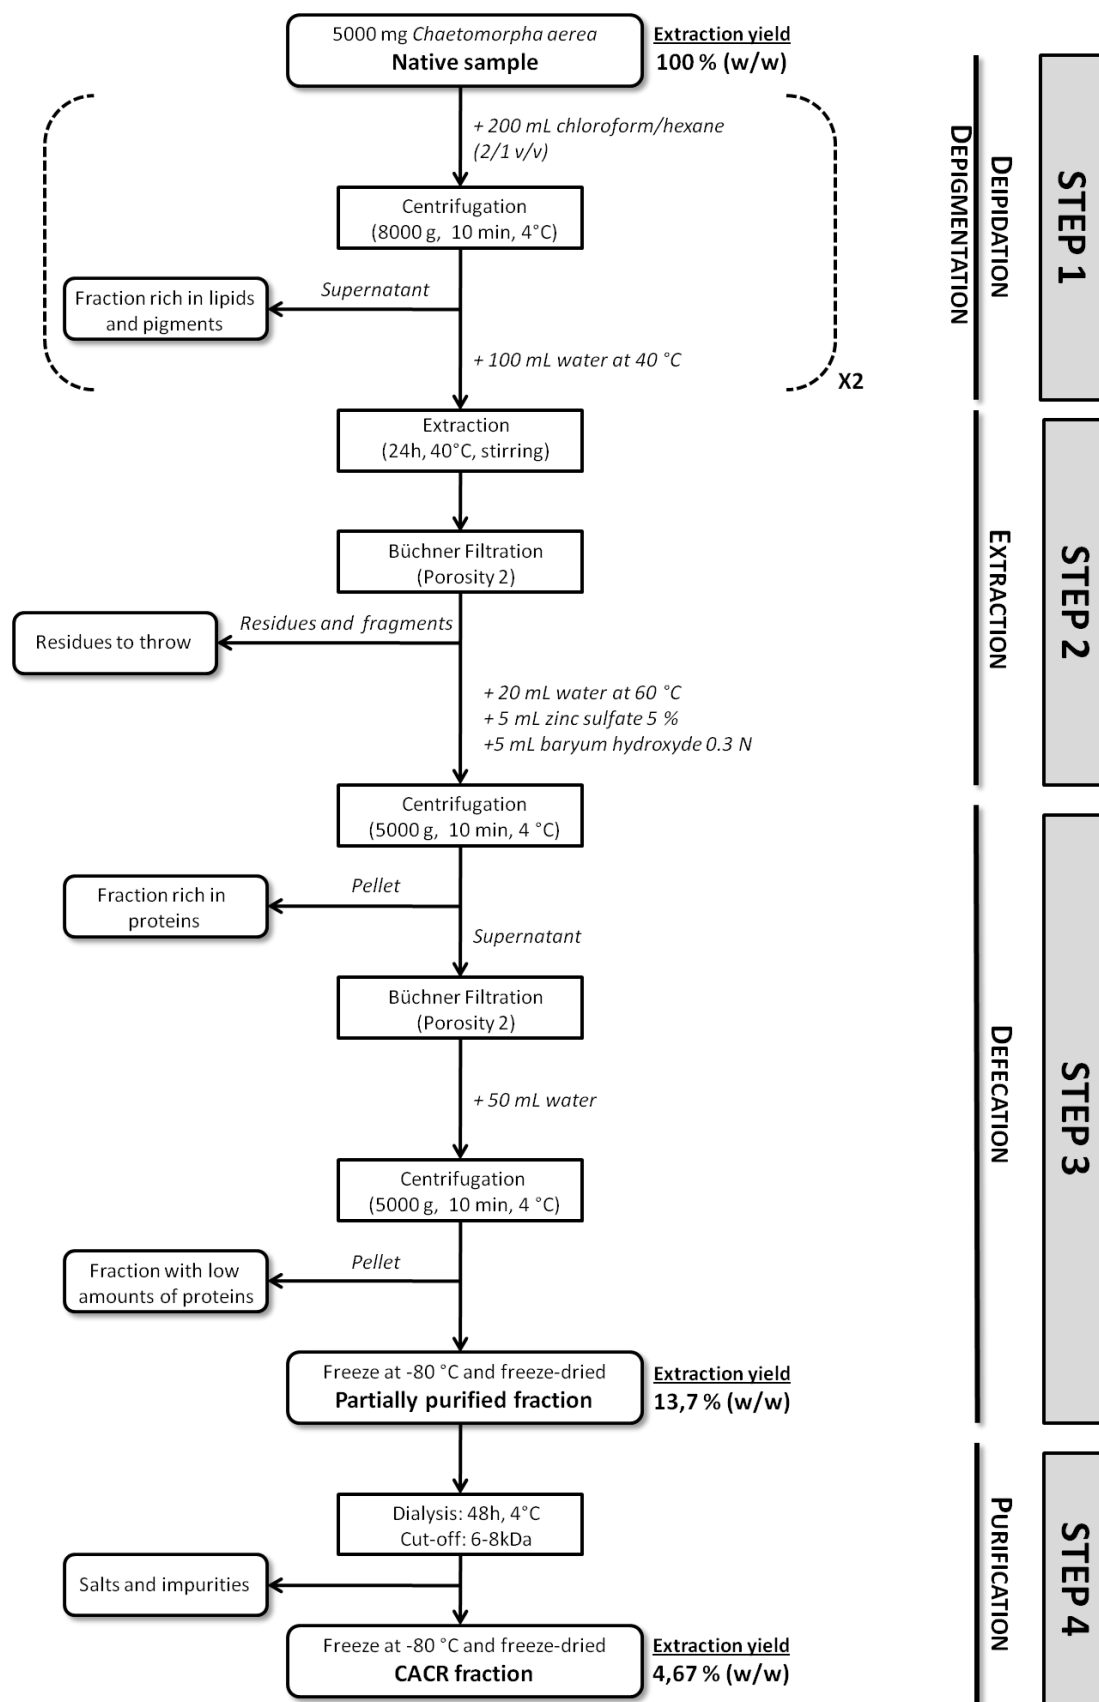 5000 mg Chaetomorpha aerea
Native sample
Extraction yield
100 % (w/w)
+ 200 mL chloroform/hexane
(2/1 v/v)
Centrifugation
(8000 g, 10 min, 4°C)
Supernatant
Fraction rich in lipids
and pigments
+ 100 mL water at 40 °C
X2
DEIPIDATION
DEPIGMENTATION
STEP 1
Extraction
(24h, 40°C, stirring)
Büchner Filtration
(Porosity 2)
Residues and fragments
Residues to throw
+ 20 mL water at 60 °C
+ 5 mL zinc sulfate 5 %
+5 mL baryum hydroxyde 0.3 N
EXTRACTION
STEP 2
Centrifugation
(5000 g, 10 min, 4 °C)
Pellet
Fraction rich in
proteins
Supernatant
Büchner Filtration
(Porosity 2)
+ 50 mL water
Centrifugation
(5000 g, 10 min, 4 °C)
Pellet
Fraction with low
amounts of proteins
Freeze at -80 °C and freeze-dried
Partially purified fraction
Extraction yield
13,7 % (w/w)
DEFECATION
STEP 3
Dialysis: 48h, 4°C
Cut-off: 6-8kDa
Salts and impurities
Freeze at -80 °C and freeze-dried
CACR fraction
Extraction yield
4,67 % (w/w)
PURIFICATION
STEP 4